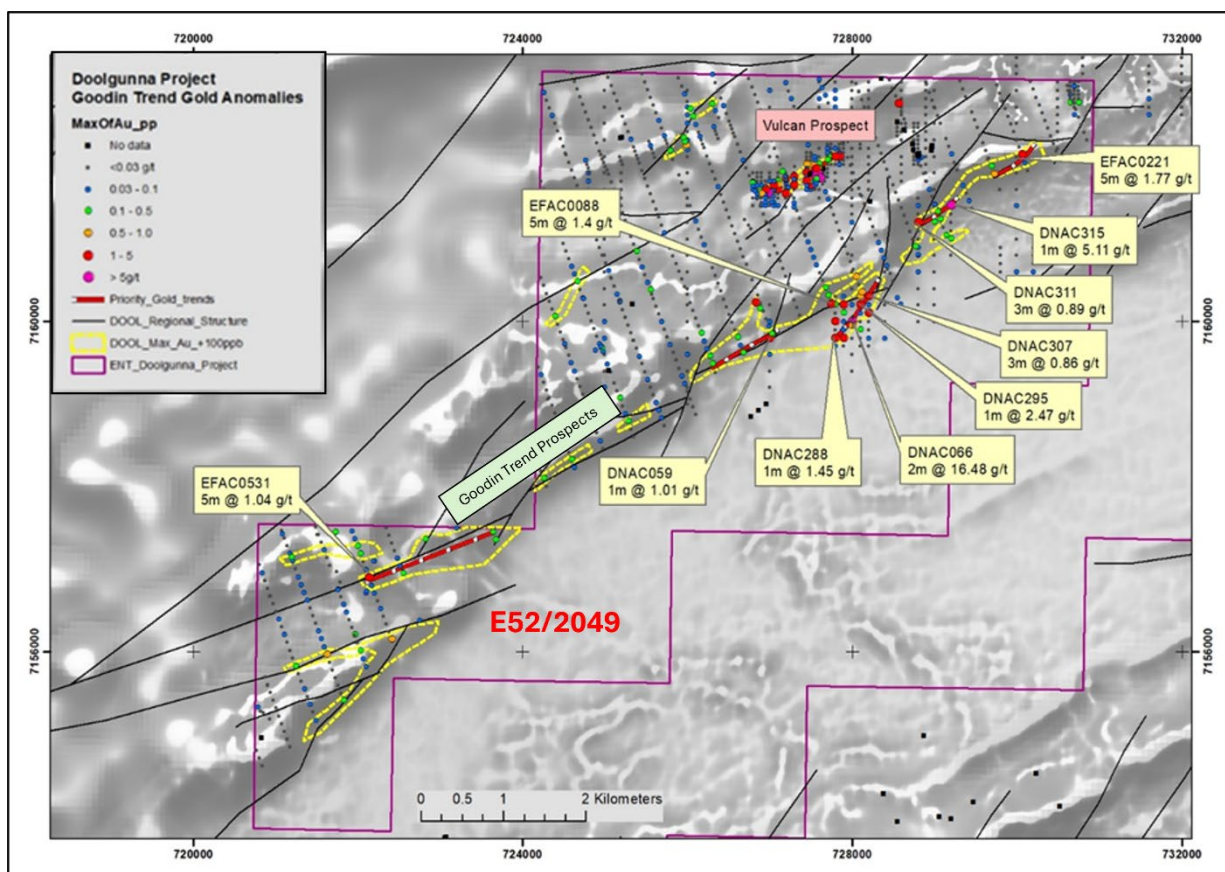 720000
724000
728000
732000
Doolgunna Project
Goodin Trend Gold Anomalies
MaxOfAu_pp
No data
<0.03 g/t
0.03 - 0.1
0.1 - 0.5
0.5 - 1.0
1 - 5
> 5g/t
Priority_Gold_trends
DOOL_Regional_Structure
DOOL_Max_Au_+100ppb
ENT_Doolgunna_Project
Vulcan Prospect
EFAC0221
5m @ 1.77 g/t
EFAC0088
5m @ 1.4 g/t
DNAC315
1m @ 5.11 g/t
DNAC311
3m @ 0.89 g/t
7160000
7160000
DNAC307
3m @ 0.86 g/t
DNAC295
1m @ 2.47 g/t
Goodin Trend Prospects
DNAC059
1m @ 1.01 g/t
DNAC288
1m @ 1.45 g/t
DNAC066
2m @ 16.48 g/t
EFAC0531
5m @ 1.04 g/t
E52/2049
7156000
7156000
0 0.5 1 2 Kilometers
720000
724000
728000
732000